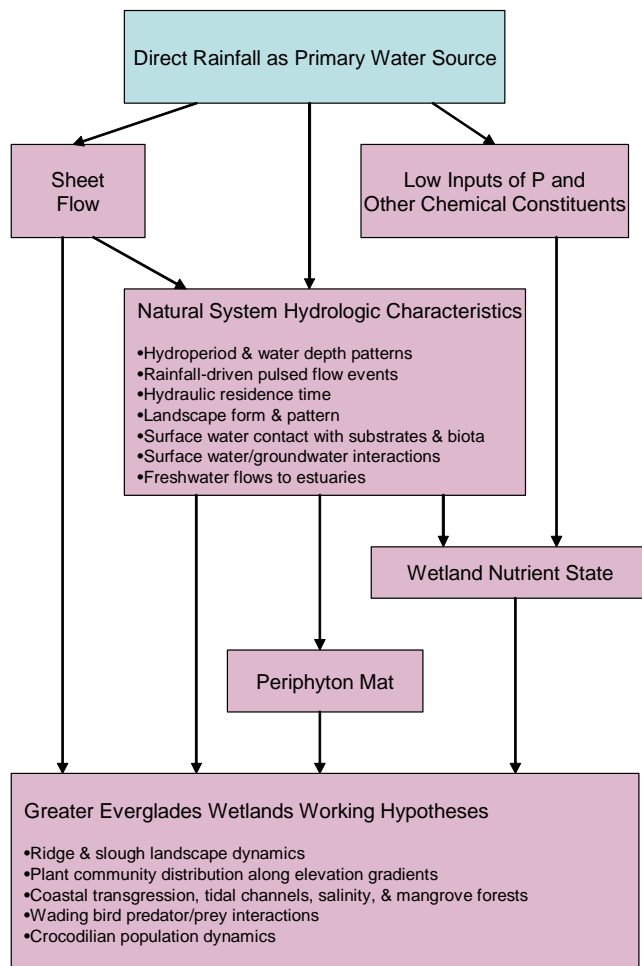 Direct Rainfall as Primary Water Source
Sheet
Flow
Low Inputs of P and
Other Chemical Constituents
Natural System Hydrologic Characteristics
•Hydroperiod & water depth patterns
•Rainfall-driven pulsed flow events
•Hydraulic residence time
•Landscape form & pattern
•Surface water contact with substrates & biota
•Surface water/groundwater interactions
•Freshwater flows to estuaries
Wetland Nutrient State
Periphyton Mat
Greater Everglades Wetlands Working Hypotheses
•Ridge & slough landscape dynamics
•Plant community distribution along elevation gradients
•Coastal transgression, tidal channels, salinity, & mangrove forests
•Wading bird predator/prey interactions
•Crocodilian population dynamics